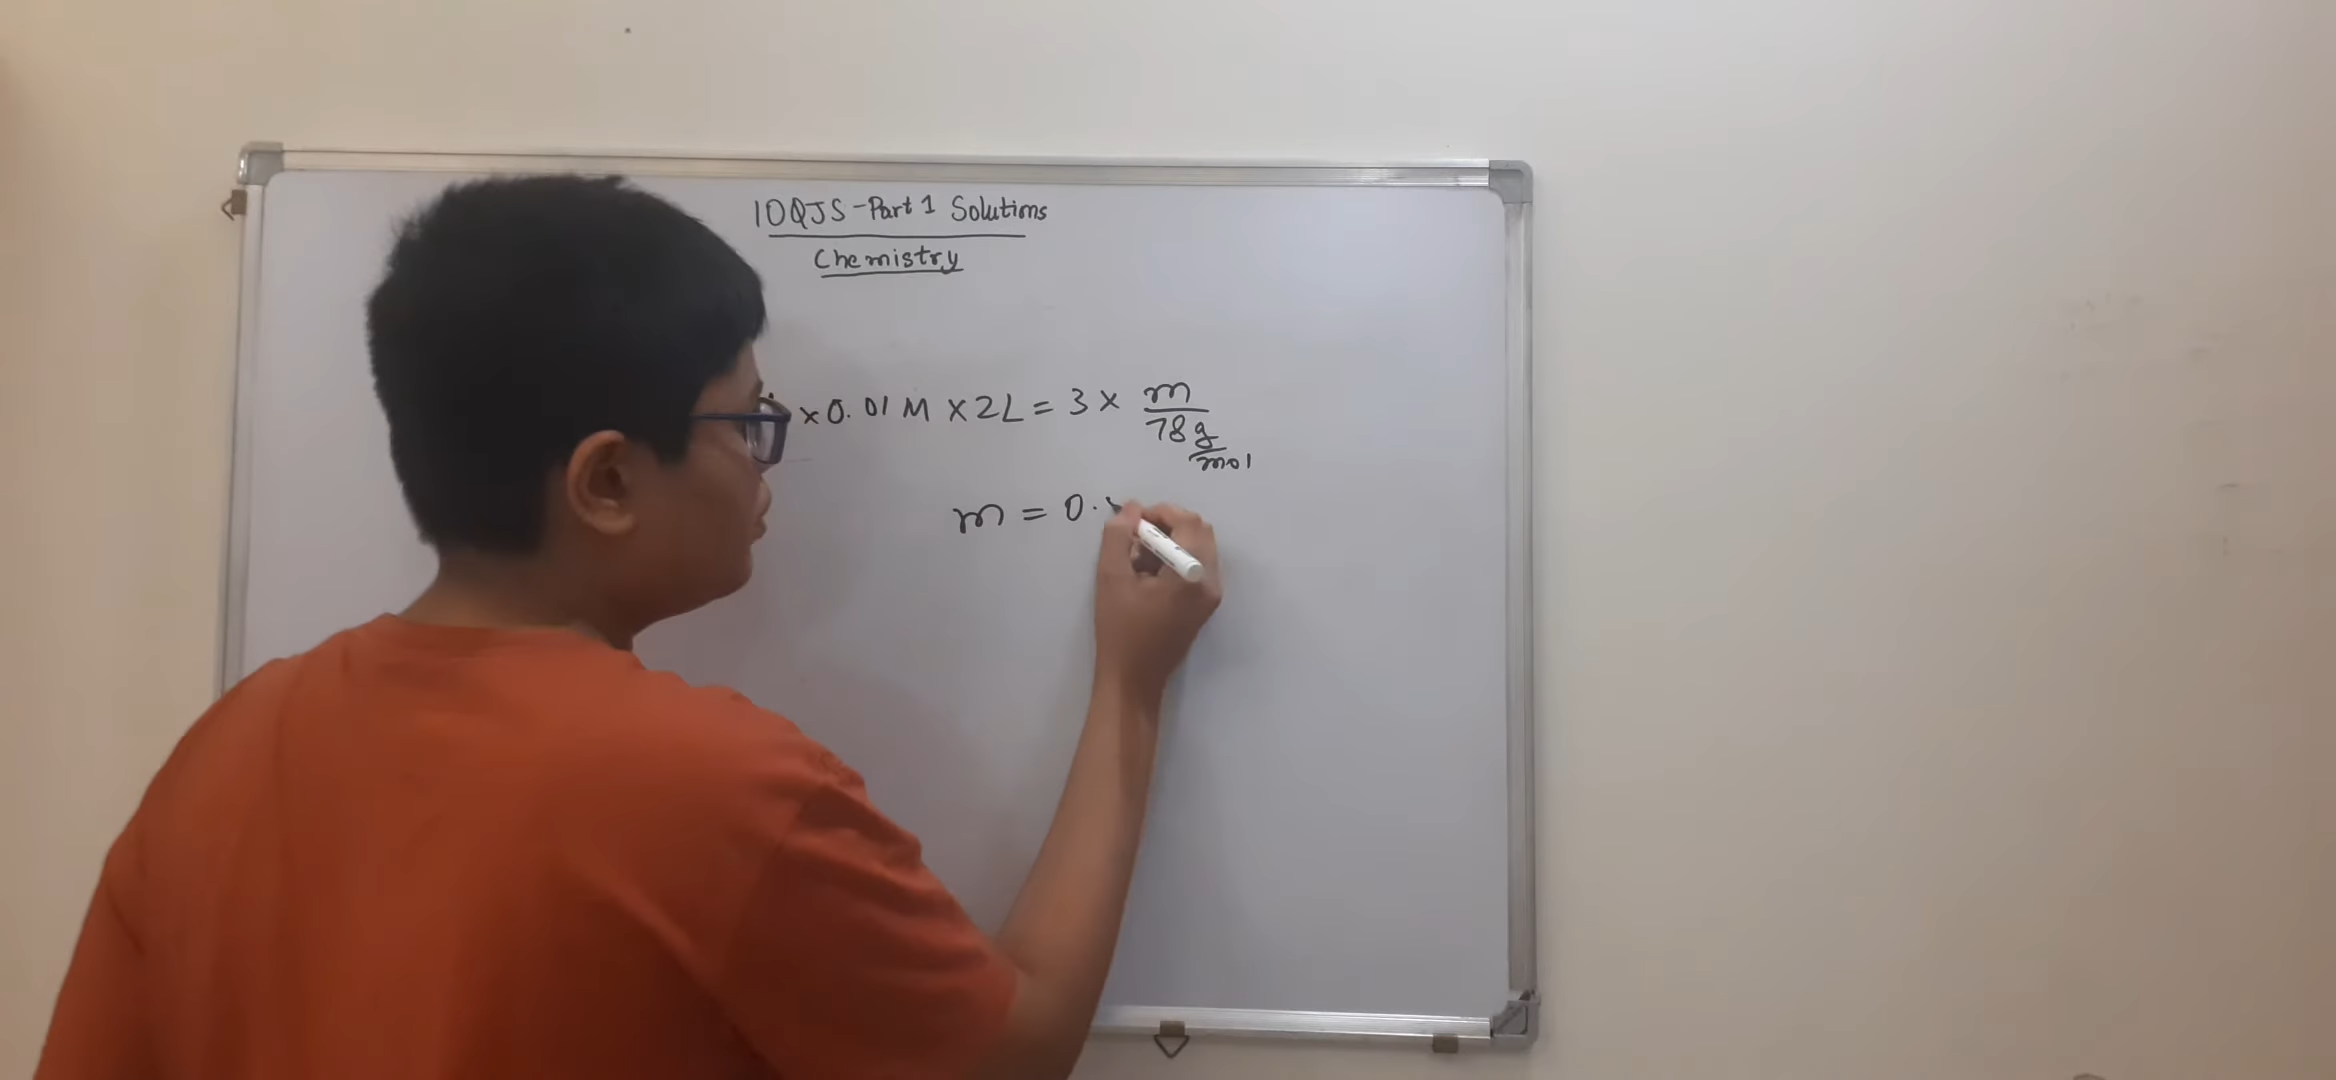 IOQJS - Part 1 Solutions
Chemistry
x 0.01 M x 2L = 3 x m
78 g
mol
m = 0.